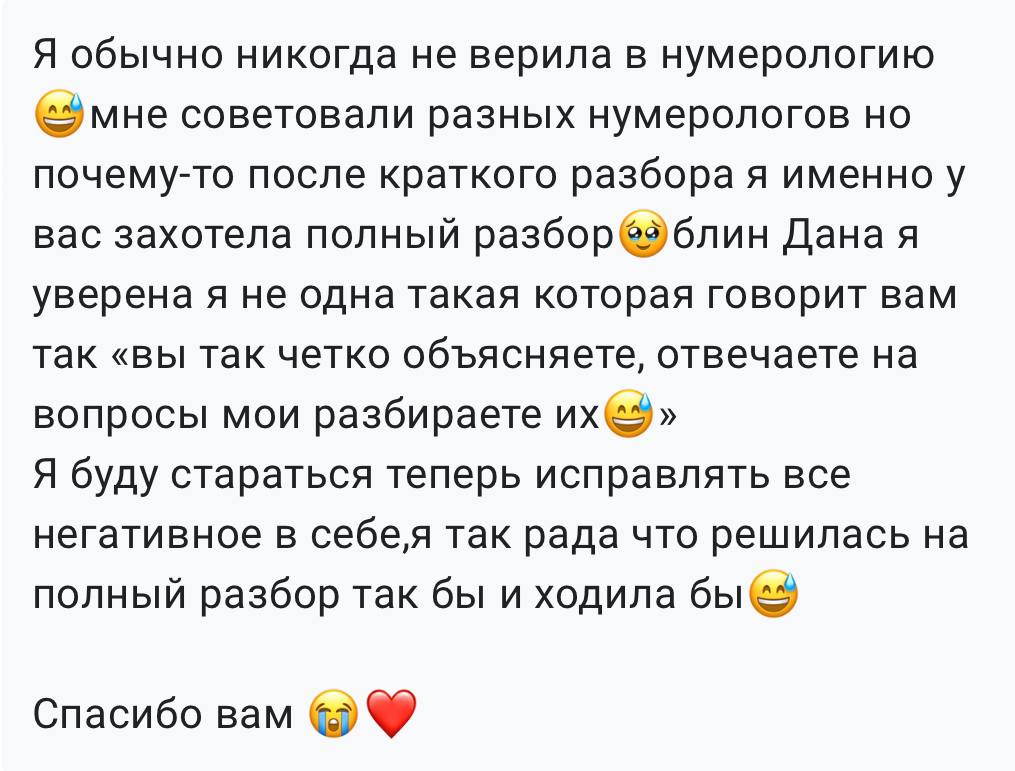 Я обычно никогда не верила в нумерологию
😅мне советовали разных нумерологов но
почему-то после краткого разбора я именно у
вас захотела полный разбор🥹блин Дана я
уверена я не одна такая которая говорит вам
так «вы так четко объясняете, отвечаете на
вопросы мои разбираете их😅»
Я буду стараться теперь исправлять все
негативное в себе,я так рада что решилась на
полный разбор так бы и ходила бы😅
Спасибо вам 😭❤️